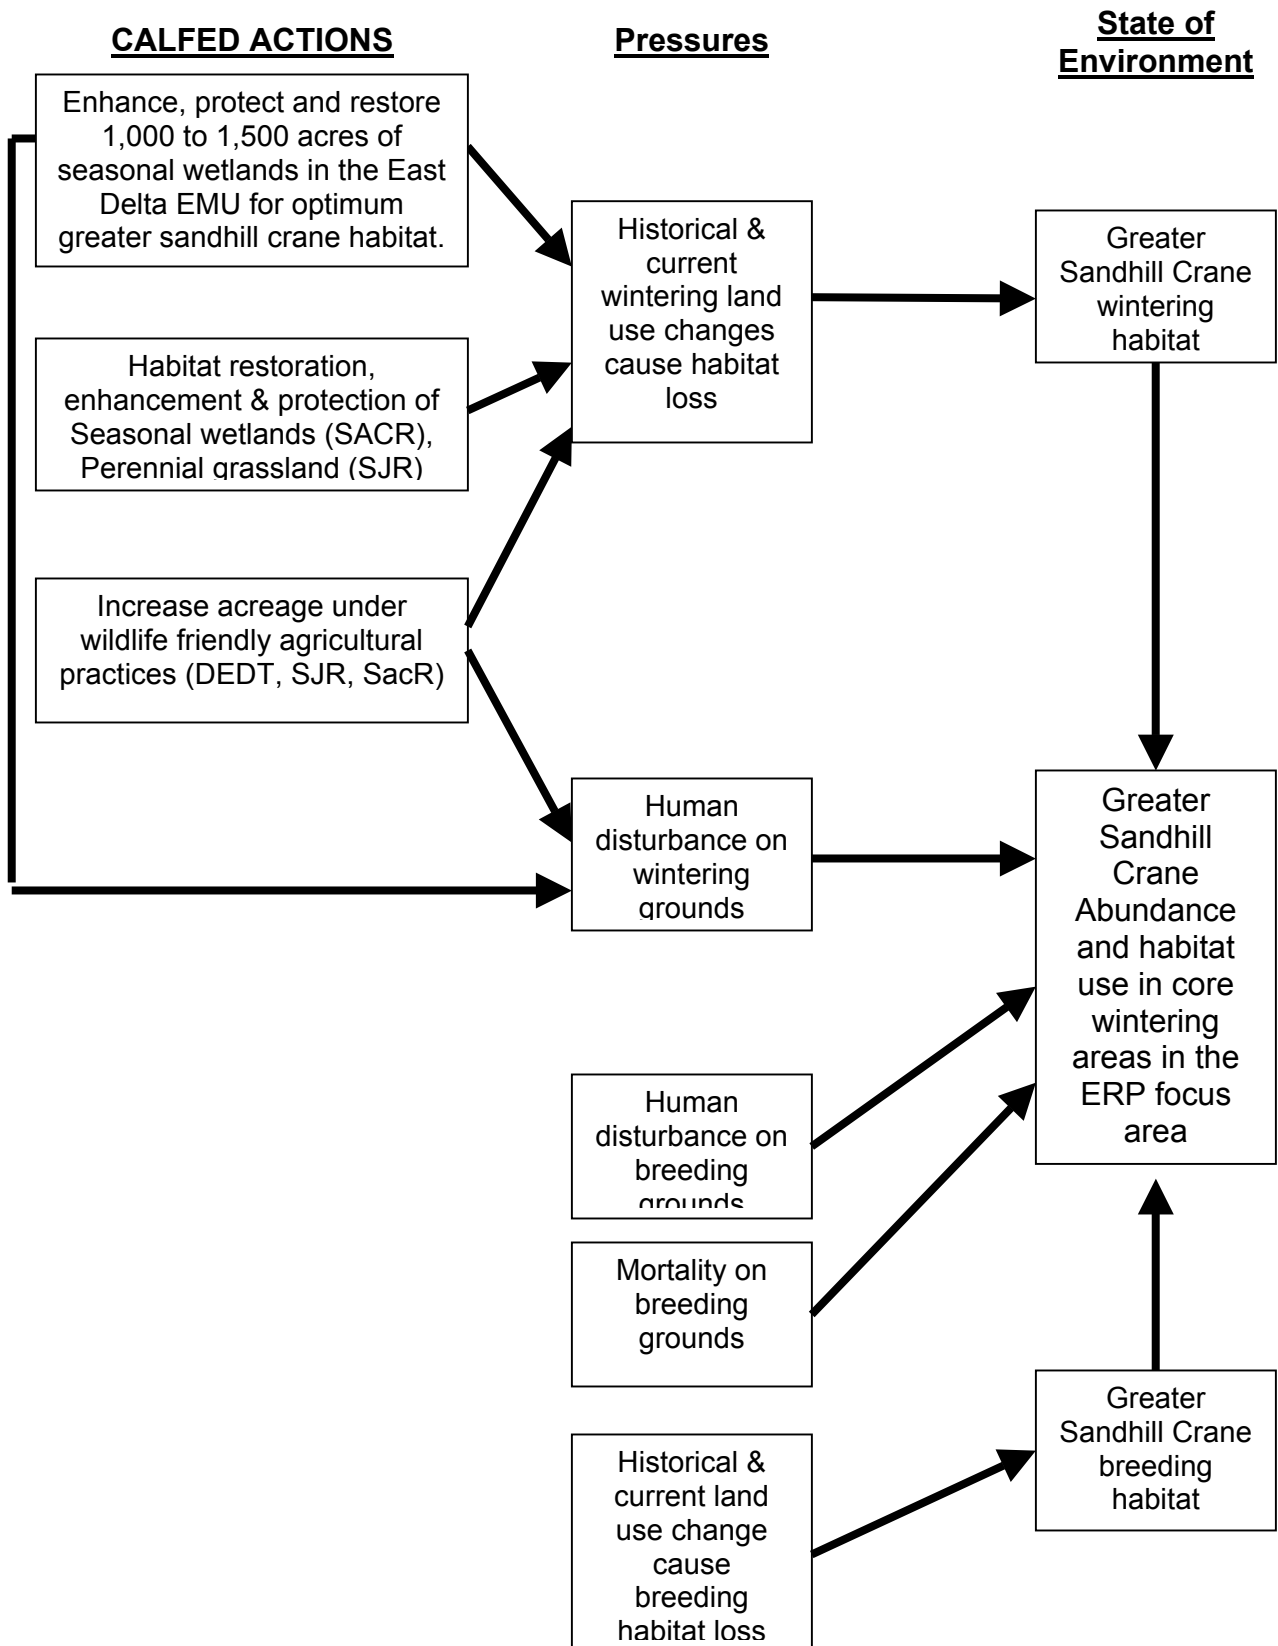 CALFED ACTIONS
Pressures
State of
Environment
Enhance, protect and restore
1,000 to 1,500 acres of
seasonal wetlands in the East
Delta EMU for optimum
greater sandhill crane habitat.
Habitat restoration,
enhancement & protection of
Seasonal wetlands (SACR),
Perennial grassland (SJR)
Increase acreage under
wildlife friendly agricultural
practices (DEDT, SJR, SacR)
Historical &
current
wintering land
use changes
cause habitat
loss
Human
disturbance on
wintering
grounds
Human
disturbance on
breeding
grounds
Mortality on
breeding
grounds
Historical &
current land
use change
cause
breeding
habitat loss
Greater
Sandhill Crane
wintering
habitat
Greater
Sandhill
Crane
Abundance
and habitat
use in core
wintering
areas in the
ERP focus
area
Greater
Sandhill Crane
breeding
habitat